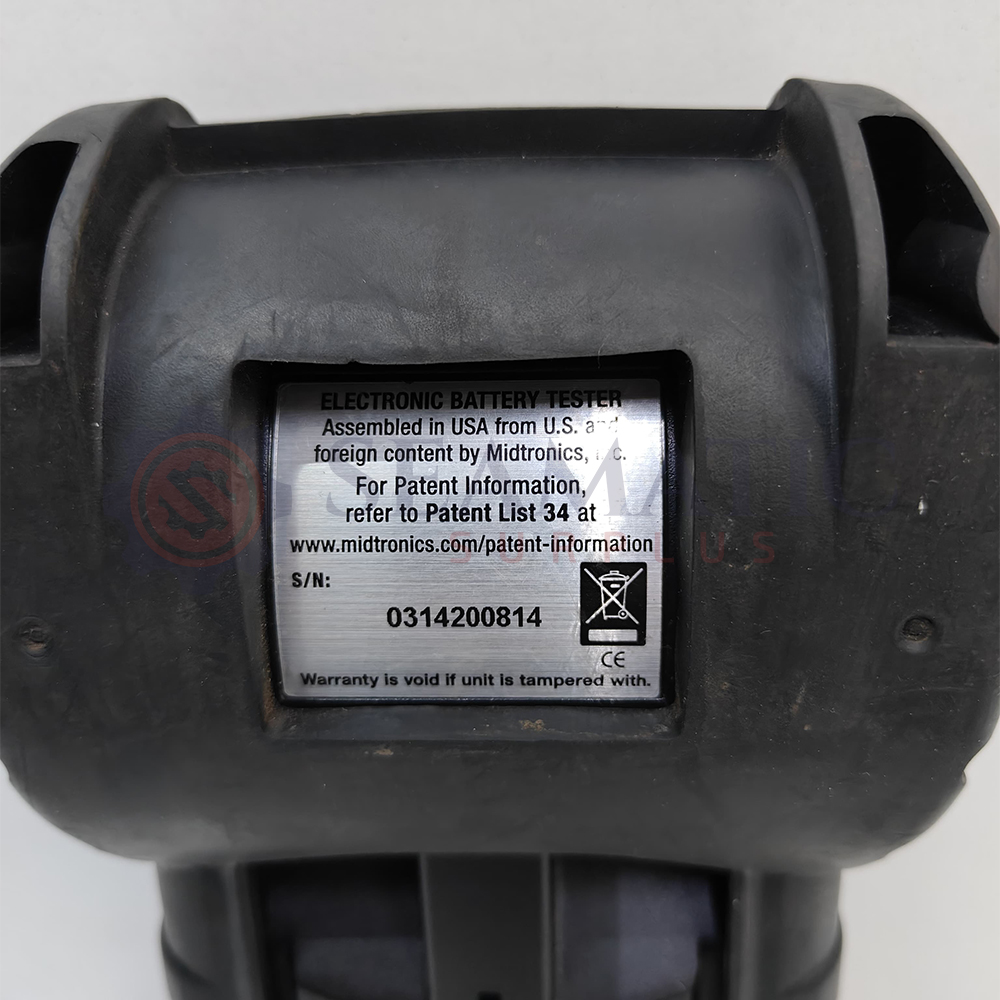 ELECTRONIC BATTERY TESTER
Assembled in USA from U.S. and
foreign content by Midtronics, Inc.
For Patent Information,
refer to Patent List 34 at
www.midtronics.com/patent-information
S/N:
0314200814
CE
Warranty is void if unit is tampered with.
SURPLUS